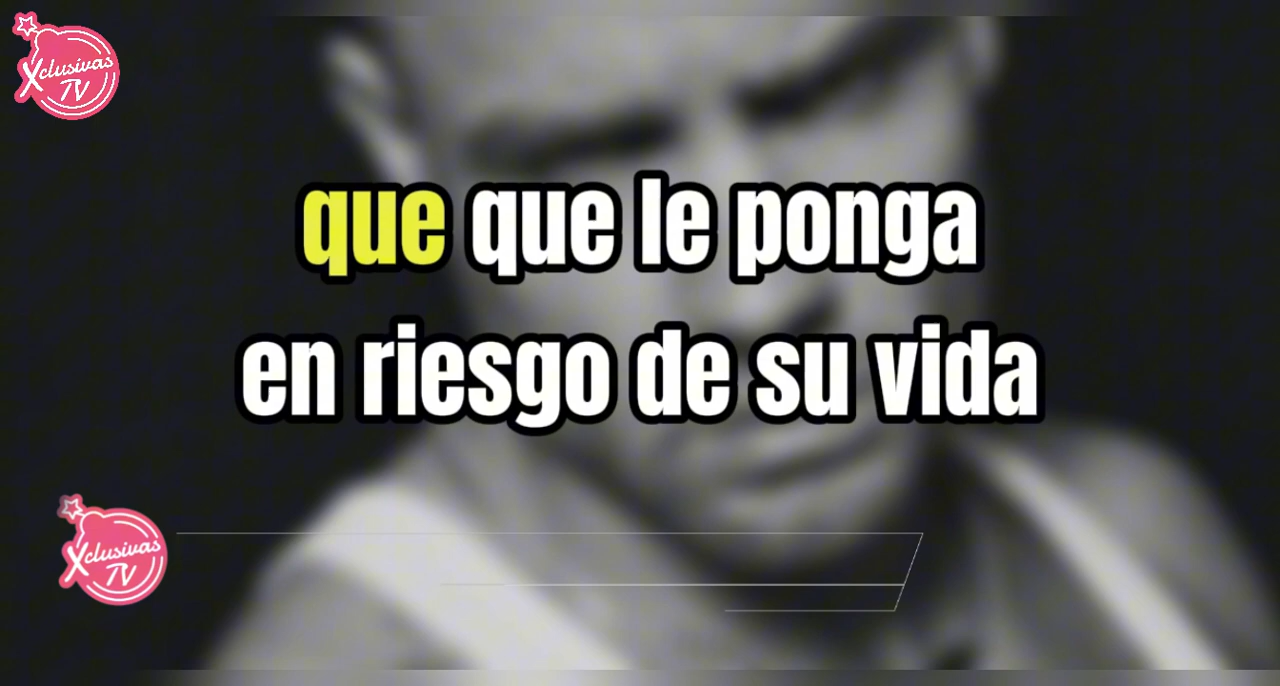 Xclusivas
TV
que que le ponga
en riesgo de su vida
Xclusivas
TV